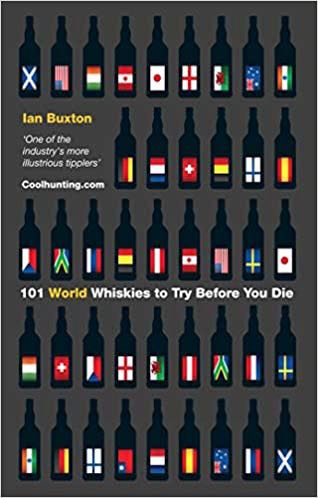 Ian Buxton
'One of the
industry's more
illustrious tipplers'
Coolhunting.com
101 World Whiskies to Try Before You Die